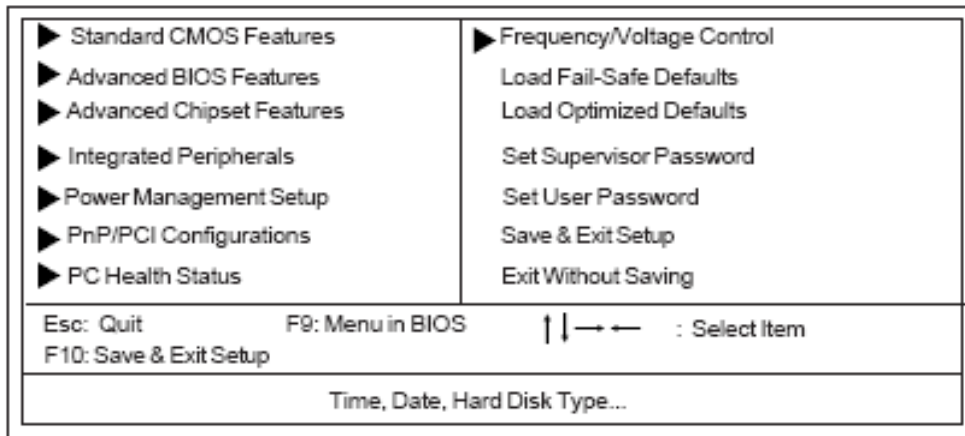 Standard CMOS Features
Advanced BIOS Features
Advanced Chipset Features
Integrated Peripherals
Power Management Setup
PnP/PCI Configurations
PC Health Status
Frequency/Voltage Control
Load Fail-Safe Defaults
Load Optimized Defaults
Set Supervisor Password
Set User Password
Save & Exit Setup
Exit Without Saving
Esc: Quit F9: Menu in BIOS ↑↓→← : Select Item
F10: Save & Exit Setup
Time, Date, Hard Disk Type...